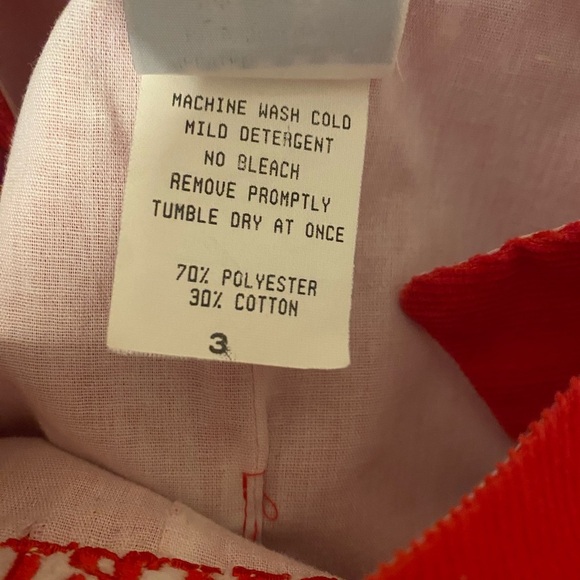 MACHINE WASH COLD
MILD DETERGENT
NO BLEACH
REMOVE PROMPTLY
TUMBLE DRY AT ONCE
70% POLYESTER
30% COTTON
3